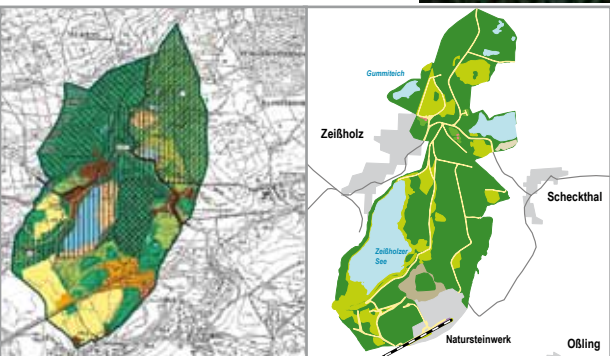 Gummiteich
Zeißholz
Scheckthal
Zeißholzer
See
Natursteinwerk
Oßling